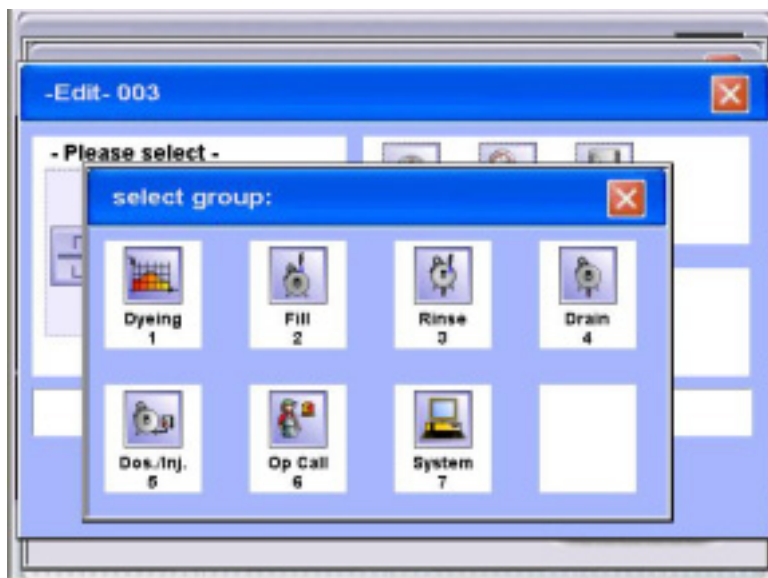 -Edit- 003
- Please select -
select group:
Dyeing
1
Fill
2
Rinse
3
Drain
4
Dos./Inj.
5
Op Call
6
System
7